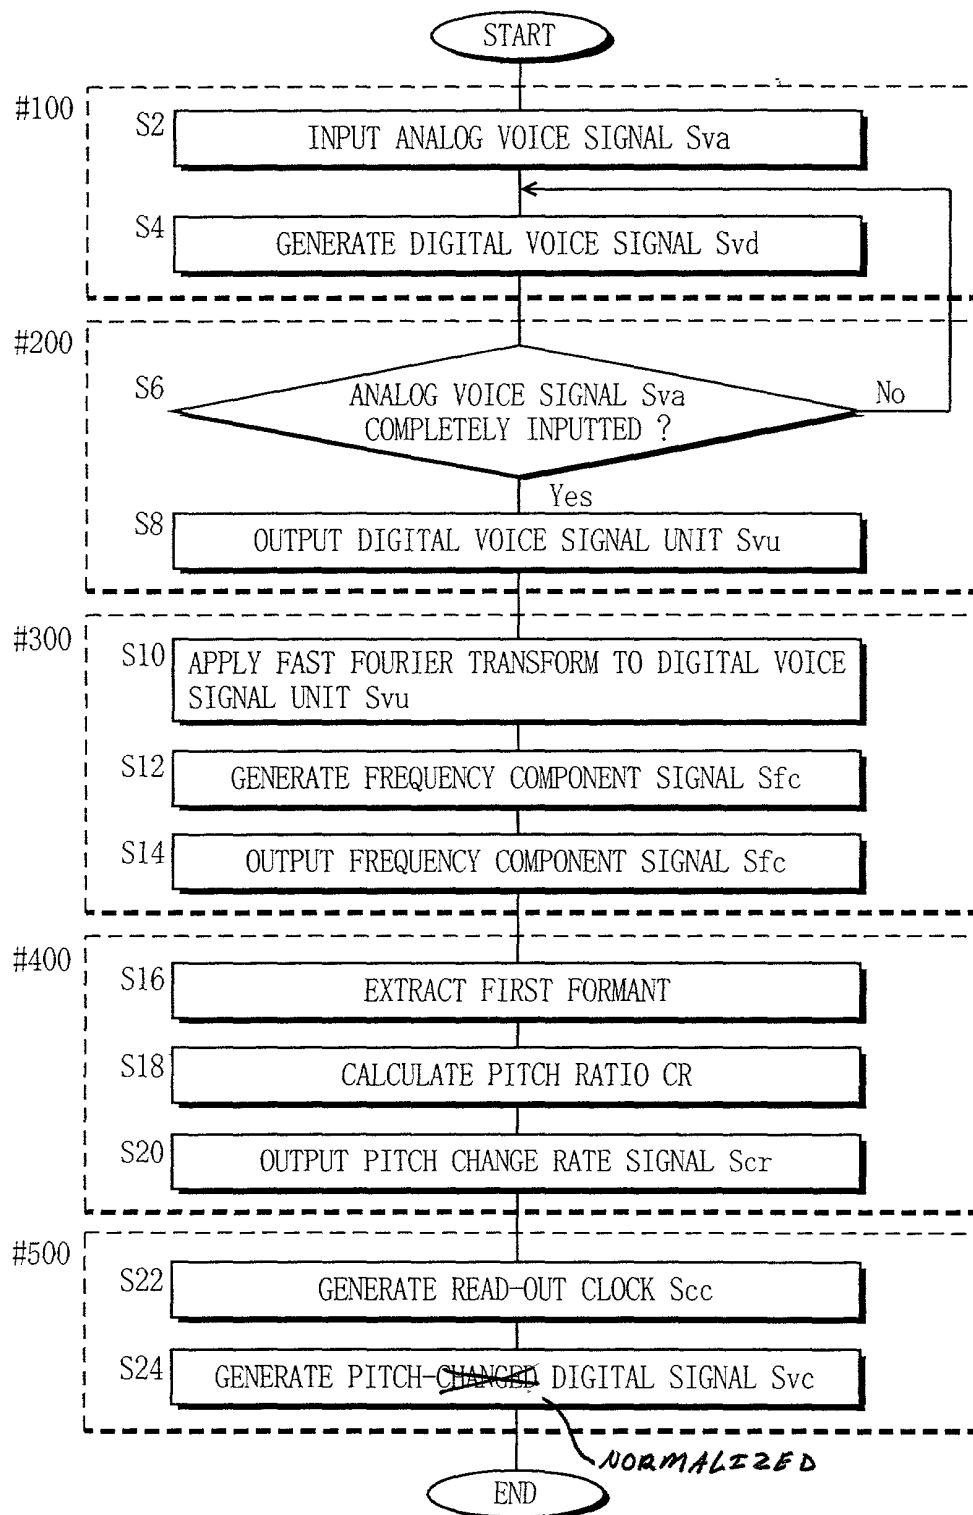 START
#100
S2
INPUT ANALOG VOICE SIGNAL Sva
S4
GENERATE DIGITAL VOICE SIGNAL Svd
#200
S6
ANALOG VOICE SIGNAL Sva
COMPLETELY INPUTTED ?
No
Yes
S8
OUTPUT DIGITAL VOICE SIGNAL UNIT Svu
#300
S10
APPLY FAST FOURIER TRANSFORM TO DIGITAL VOICE
SIGNAL UNIT Svu
S12
GENERATE FREQUENCY COMPONENT SIGNAL Sfc
S14
OUTPUT FREQUENCY COMPONENT SIGNAL Sfc
#400
S16
EXTRACT FIRST FORMANT
S18
CALCULATE PITCH RATIO CR
S20
OUTPUT PITCH CHANGE RATE SIGNAL Scr
#500
S22
GENERATE READ-OUT CLOCK Scc
S24
GENERATE PITCH-CHANGED DIGITAL SIGNAL Svc
NORMALIZED
END